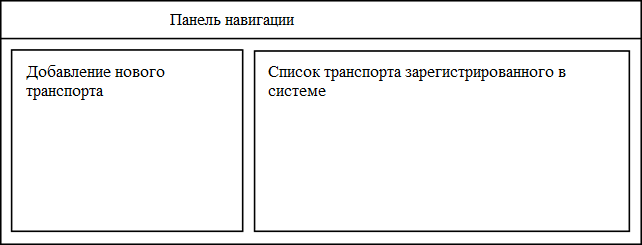 Панель навигации
Добавление нового
транспорта
Список транспорта зарегистрированного в
системе